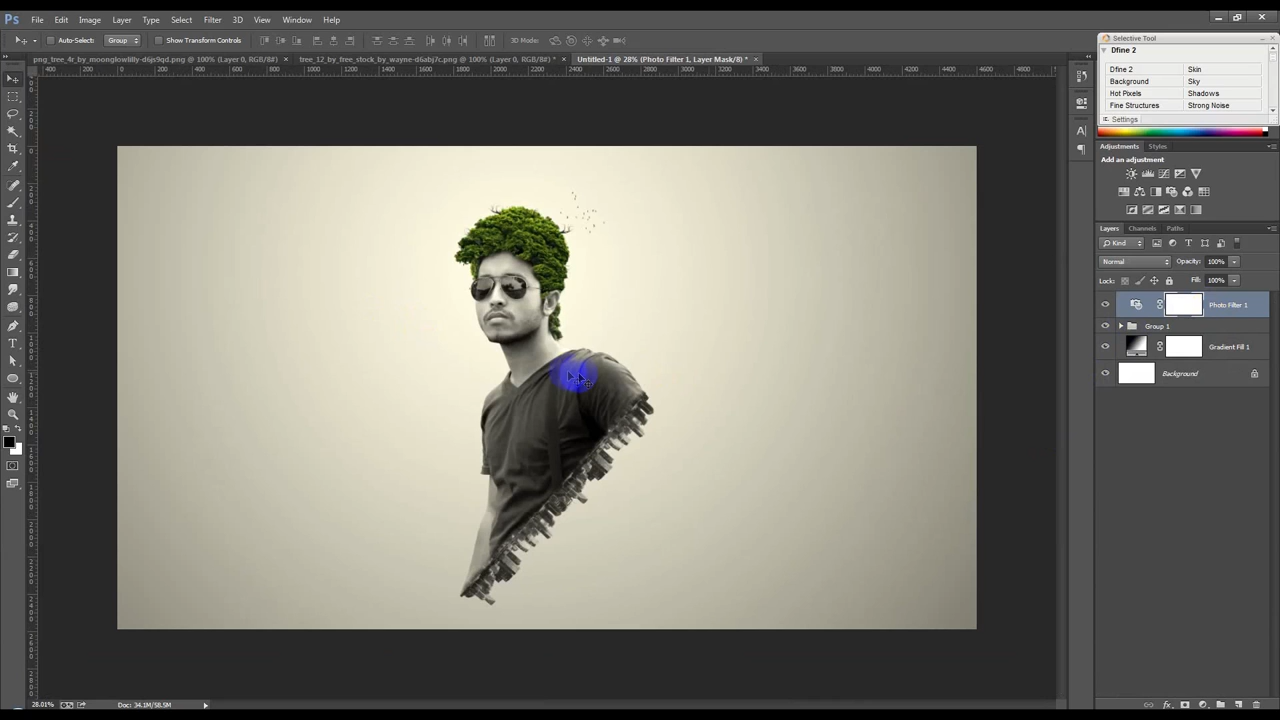 Ps File Edit Image Layer Type Select Filter 3D View Window Help
Auto-Select: Group Show Transform Controls 3D Mode:
png_tree_4r_by_moonglowlilly-d6js9qd.png @ 100% (Layer 0, RGB/8#) × tree_12_by_free_stock_by_wayne-d6abj7c.png @ 100% (Layer 0, RGB/8#) * × Untitled-1 @ 28% (Photo Filter 1, Layer Mask/8) * ×
Selective Tool
Dfine 2
Dfine 2 Skin
Background Sky
Hot Pixels Shadows
Fine Structures Strong Noise
Settings
Adjustments Styles
Add an adjustment
Layers Channels Paths
Kind
Normal Opacity: 100%
Lock: Fill: 100%
Photo Filter 1
Group 1
Gradient Fill 1
Background
28.01% Doc: 34.1M/58.5M